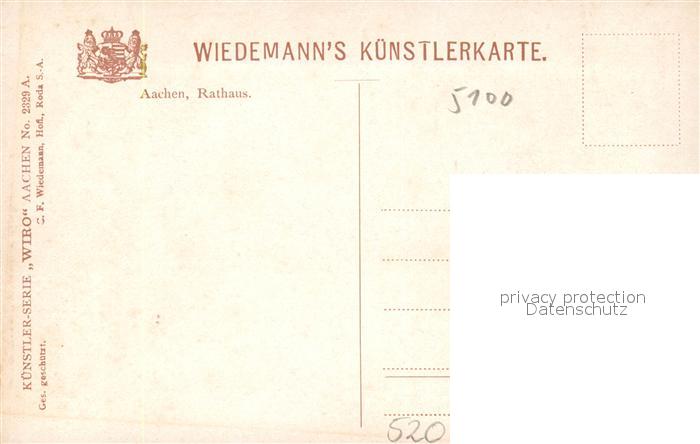 WIEDEMANN'S KÜNSTLERKARTE.
Aachen, Rathaus.
5100
KÜNSTLER-SERIE „WIRO“ AACHEN No. 2329 A.
C. F. Wiedemann, Hofl., Roda S.-A.
Ges. geschützt.
privacy protection
Datenschutz
520